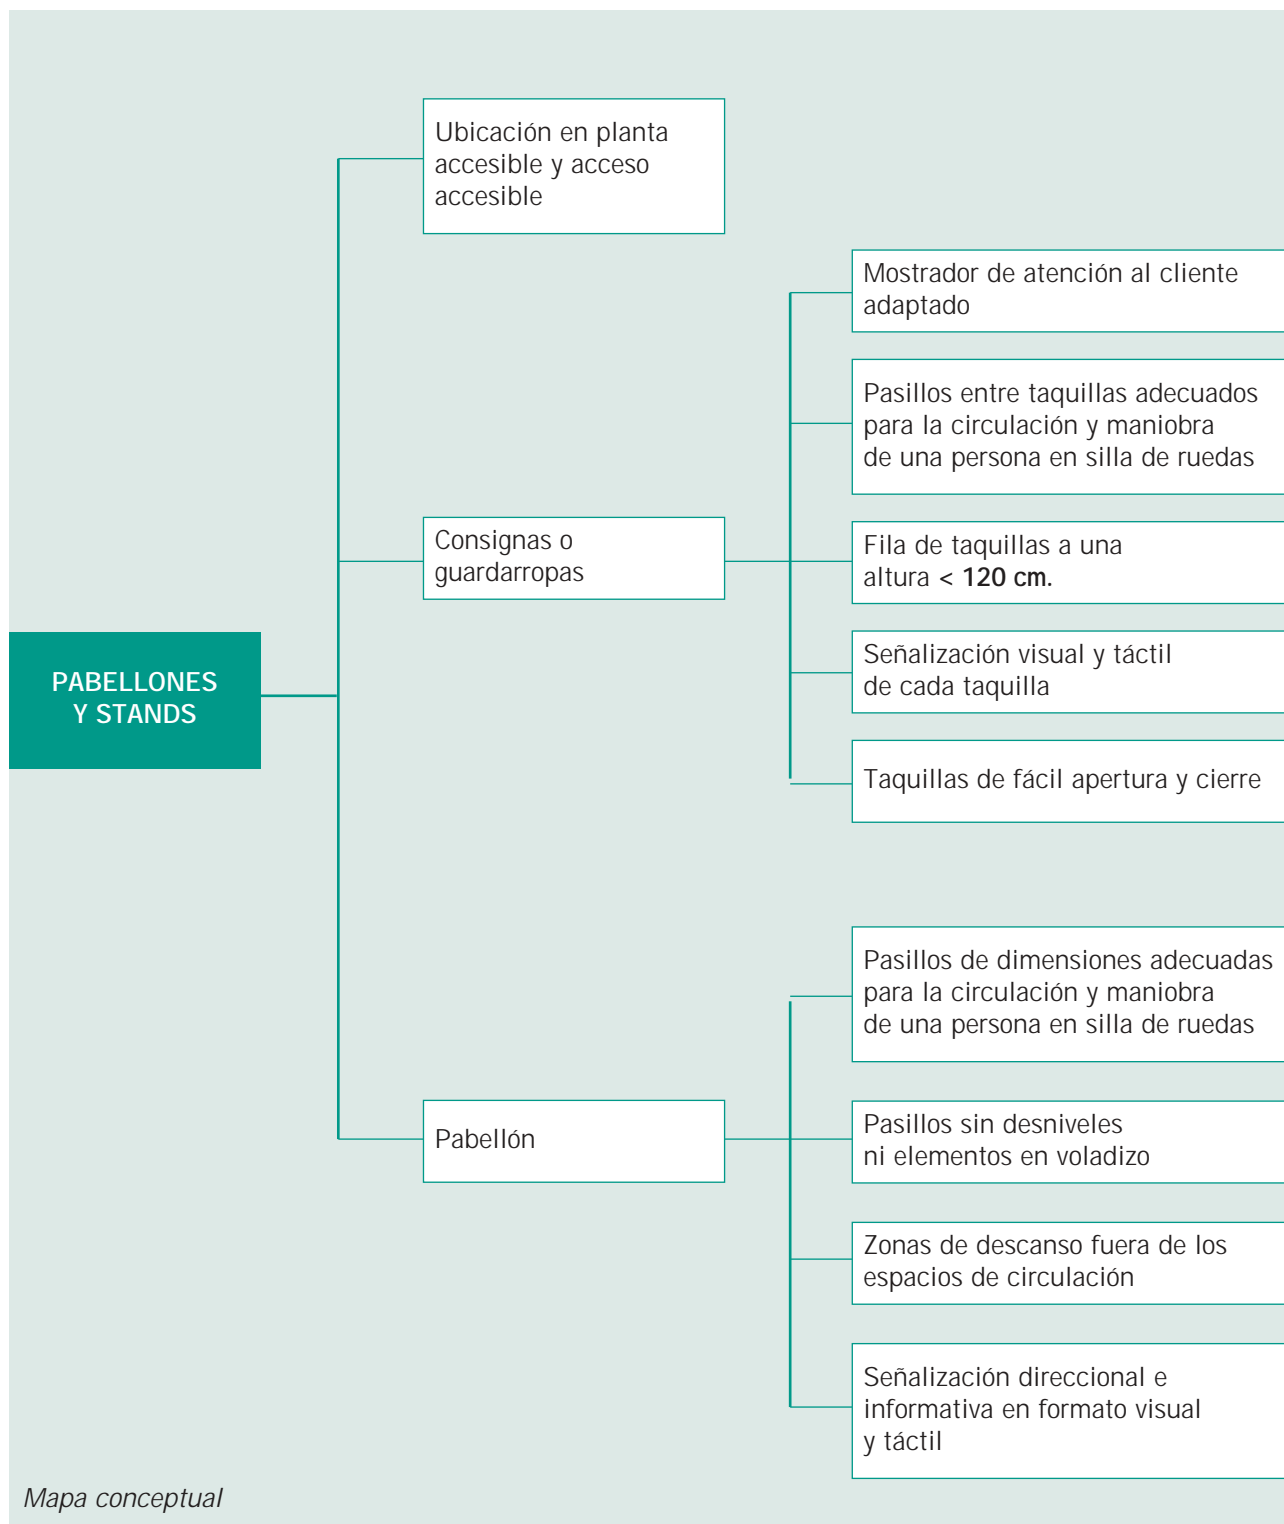 Ubicación en planta
accesible y acceso
accesible
Mostrador de atención al cliente
adaptado
Pasillos entre taquillas adecuados
para la circulación y maniobra
de una persona en silla de ruedas
Consignas o
guardarropas
Fila de taquillas a una
altura < 120 cm.
Señalización visual y táctil
de cada taquilla
PABELLONES
Y STANDS
Taquillas de fácil apertura y cierre
Pasillos de dimensiones adecuadas
para la circulación y maniobra
de una persona en silla de ruedas
Pabellón
Pasillos sin desniveles
ni elementos en voladizo
Zonas de descanso fuera de los
espacios de circulación
Señalización direccional e
informativa en formato visual
y táctil
Mapa conceptual